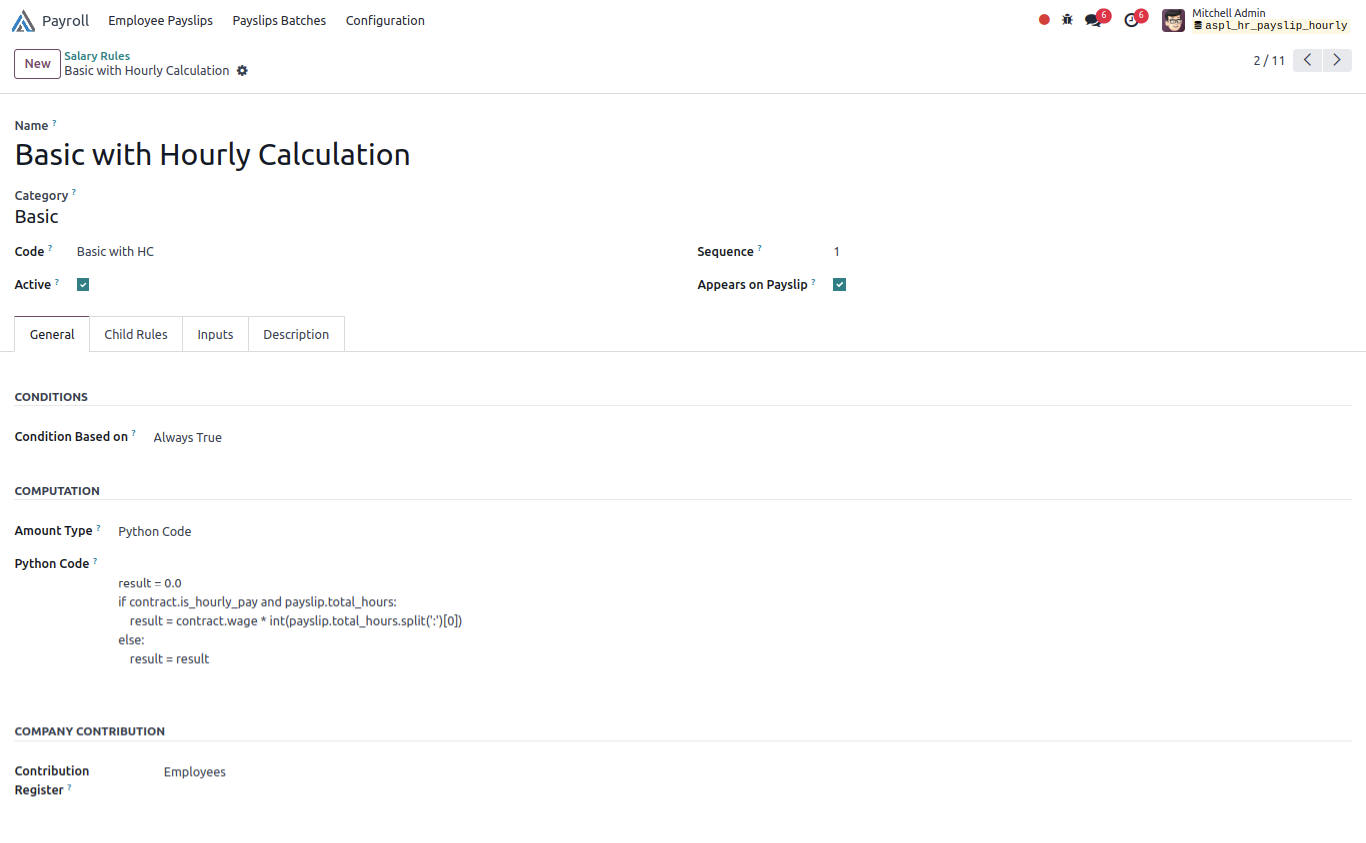 Payroll Employee Payslips Payslips Batches Configuration 6 6 Mitchell Admin
aspl_hr_payslip_hourly
New Salary Rules
Basic with Hourly Calculation 2 / 11
Name ?
Basic with Hourly Calculation
Category ?
Basic
Code ? Basic with HC Sequence ? 1
Active ? Appears on Payslip ?
General Child Rules Inputs Description
CONDITIONS
Condition Based on ? Always True
COMPUTATION
Amount Type ? Python Code
Python Code ?
result = 0.0
if contract.is_hourly_pay and payslip.total_hours:
result = contract.wage * int(payslip.total_hours.split(':')[0])
else:
result = result
COMPANY CONTRIBUTION
Contribution Employees
Register ?